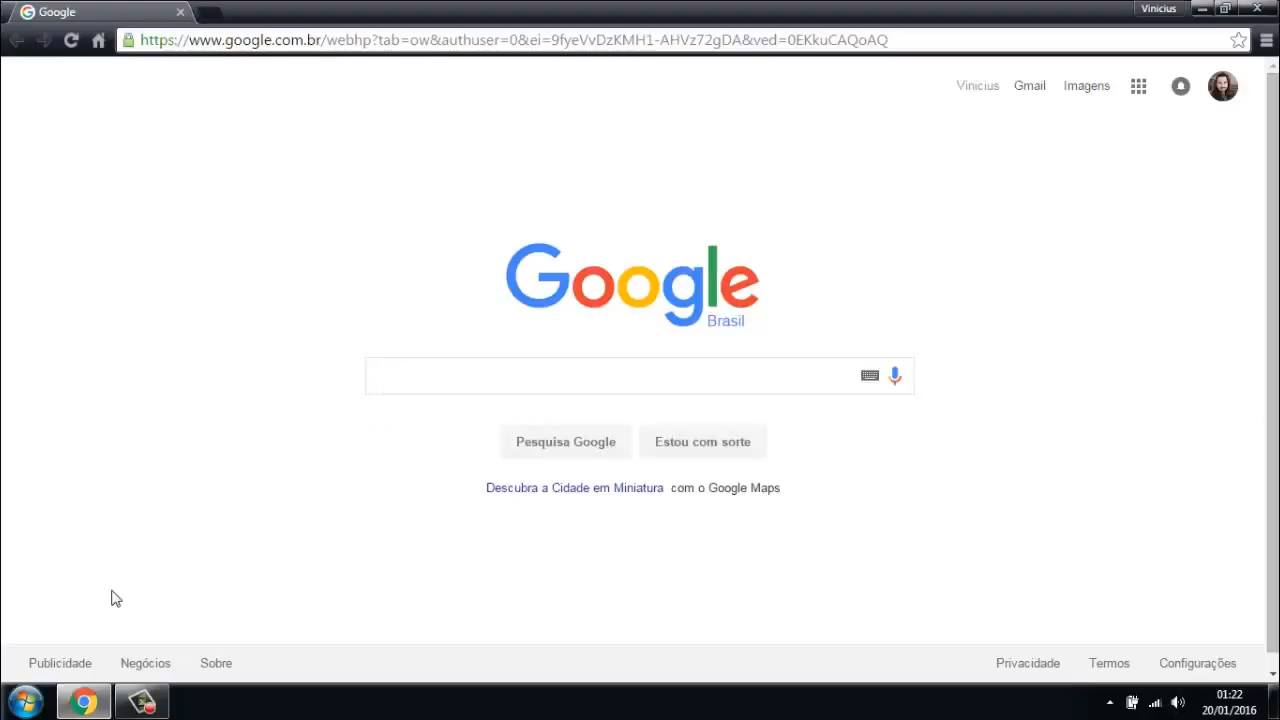 Google
Vinicius
https://www.google.com.br/webhp?tab=ow&authuser=0&ei=9fyeVvDzKMH1-AHVz72gDA&ved=0EKkuCAQoAQ
Vinicius Gmail Imagens
Google
Brasil
Pesquisa Google Estou com sorte
Descubra a Cidade em Miniatura com o Google Maps
Publicidade Negócios Sobre Privacidade Termos Configurações
01:22
20/01/2016